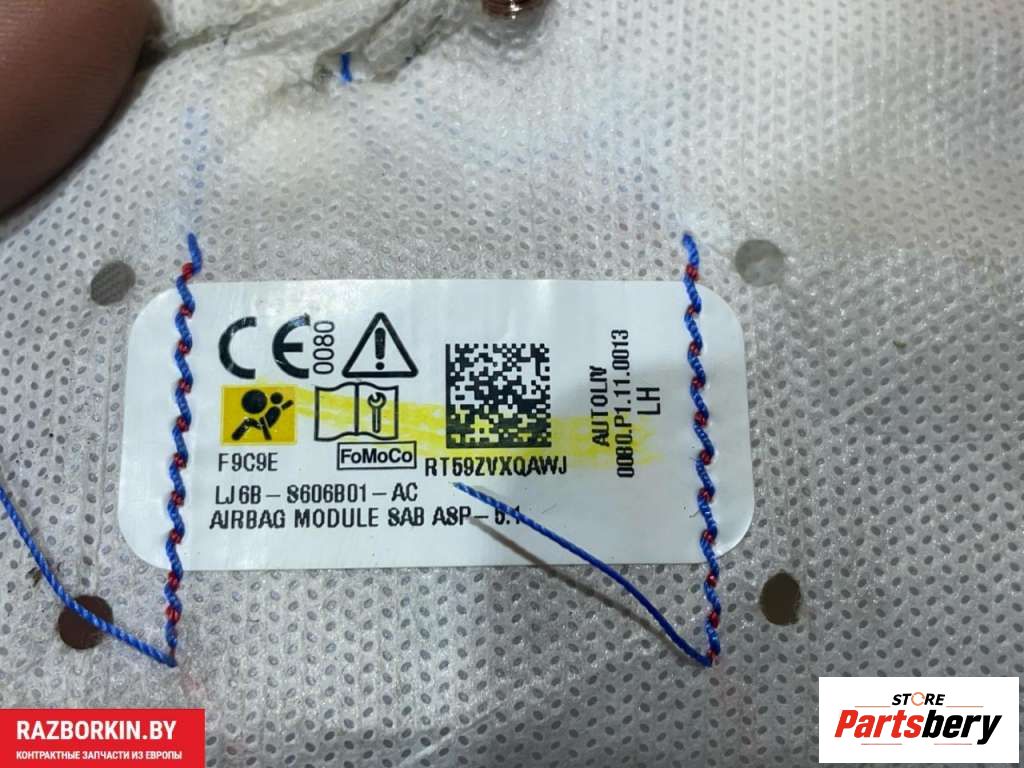 CE 0080
F9C9E
FoMoCo
RT59ZVXQAWJ
LJ6B-S606B01-AC
AIRBAG MODULE SAB ASP-
AUTOLIV
0080.P1.11.0013
LH
RAZBORKIN.BY
КОНТРАКТНЫЕ ЗАПЧАСТИ ИЗ ЕВРОПЫ
STORE
Partsbery